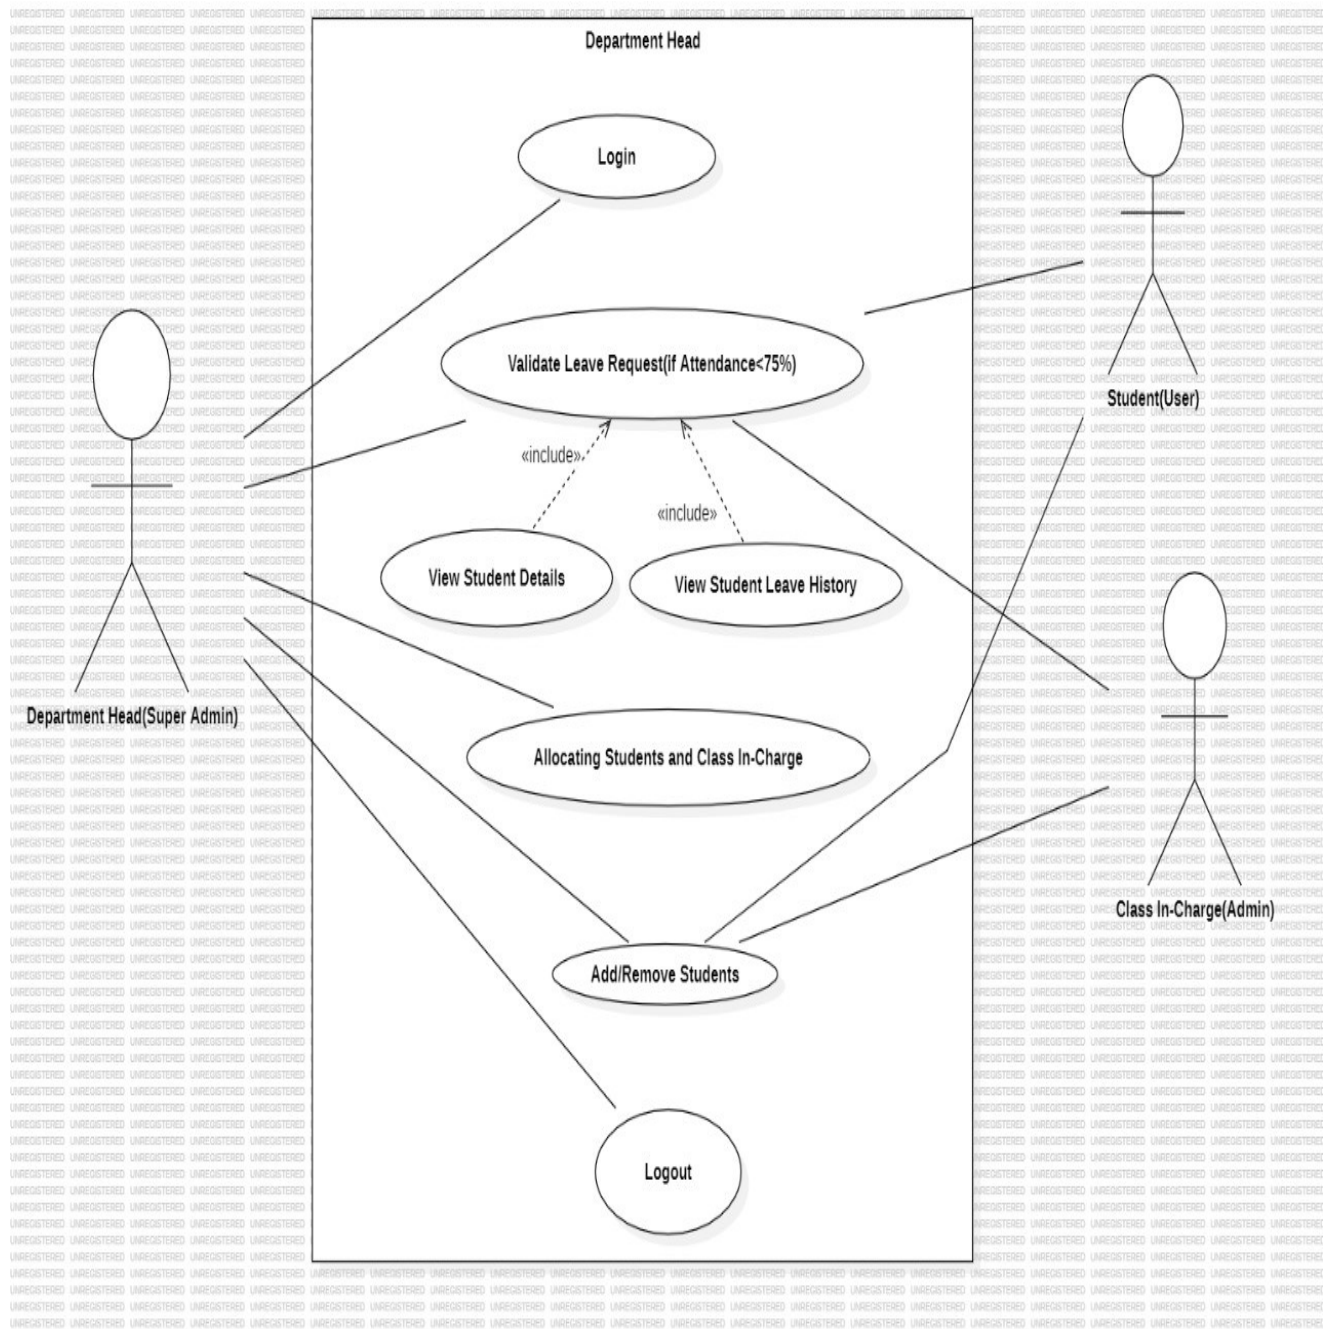 Department Head
Login
Validate Leave Request(if Attendance<75%)
Student(User)
«include»
«include»
View Student Details
View Student Leave History
Department Head(Super Admin)
Allocating Students and Class In-Charge
Class In-Charge(Admin)
Add/Remove Students
Logout
UNREGISTERED